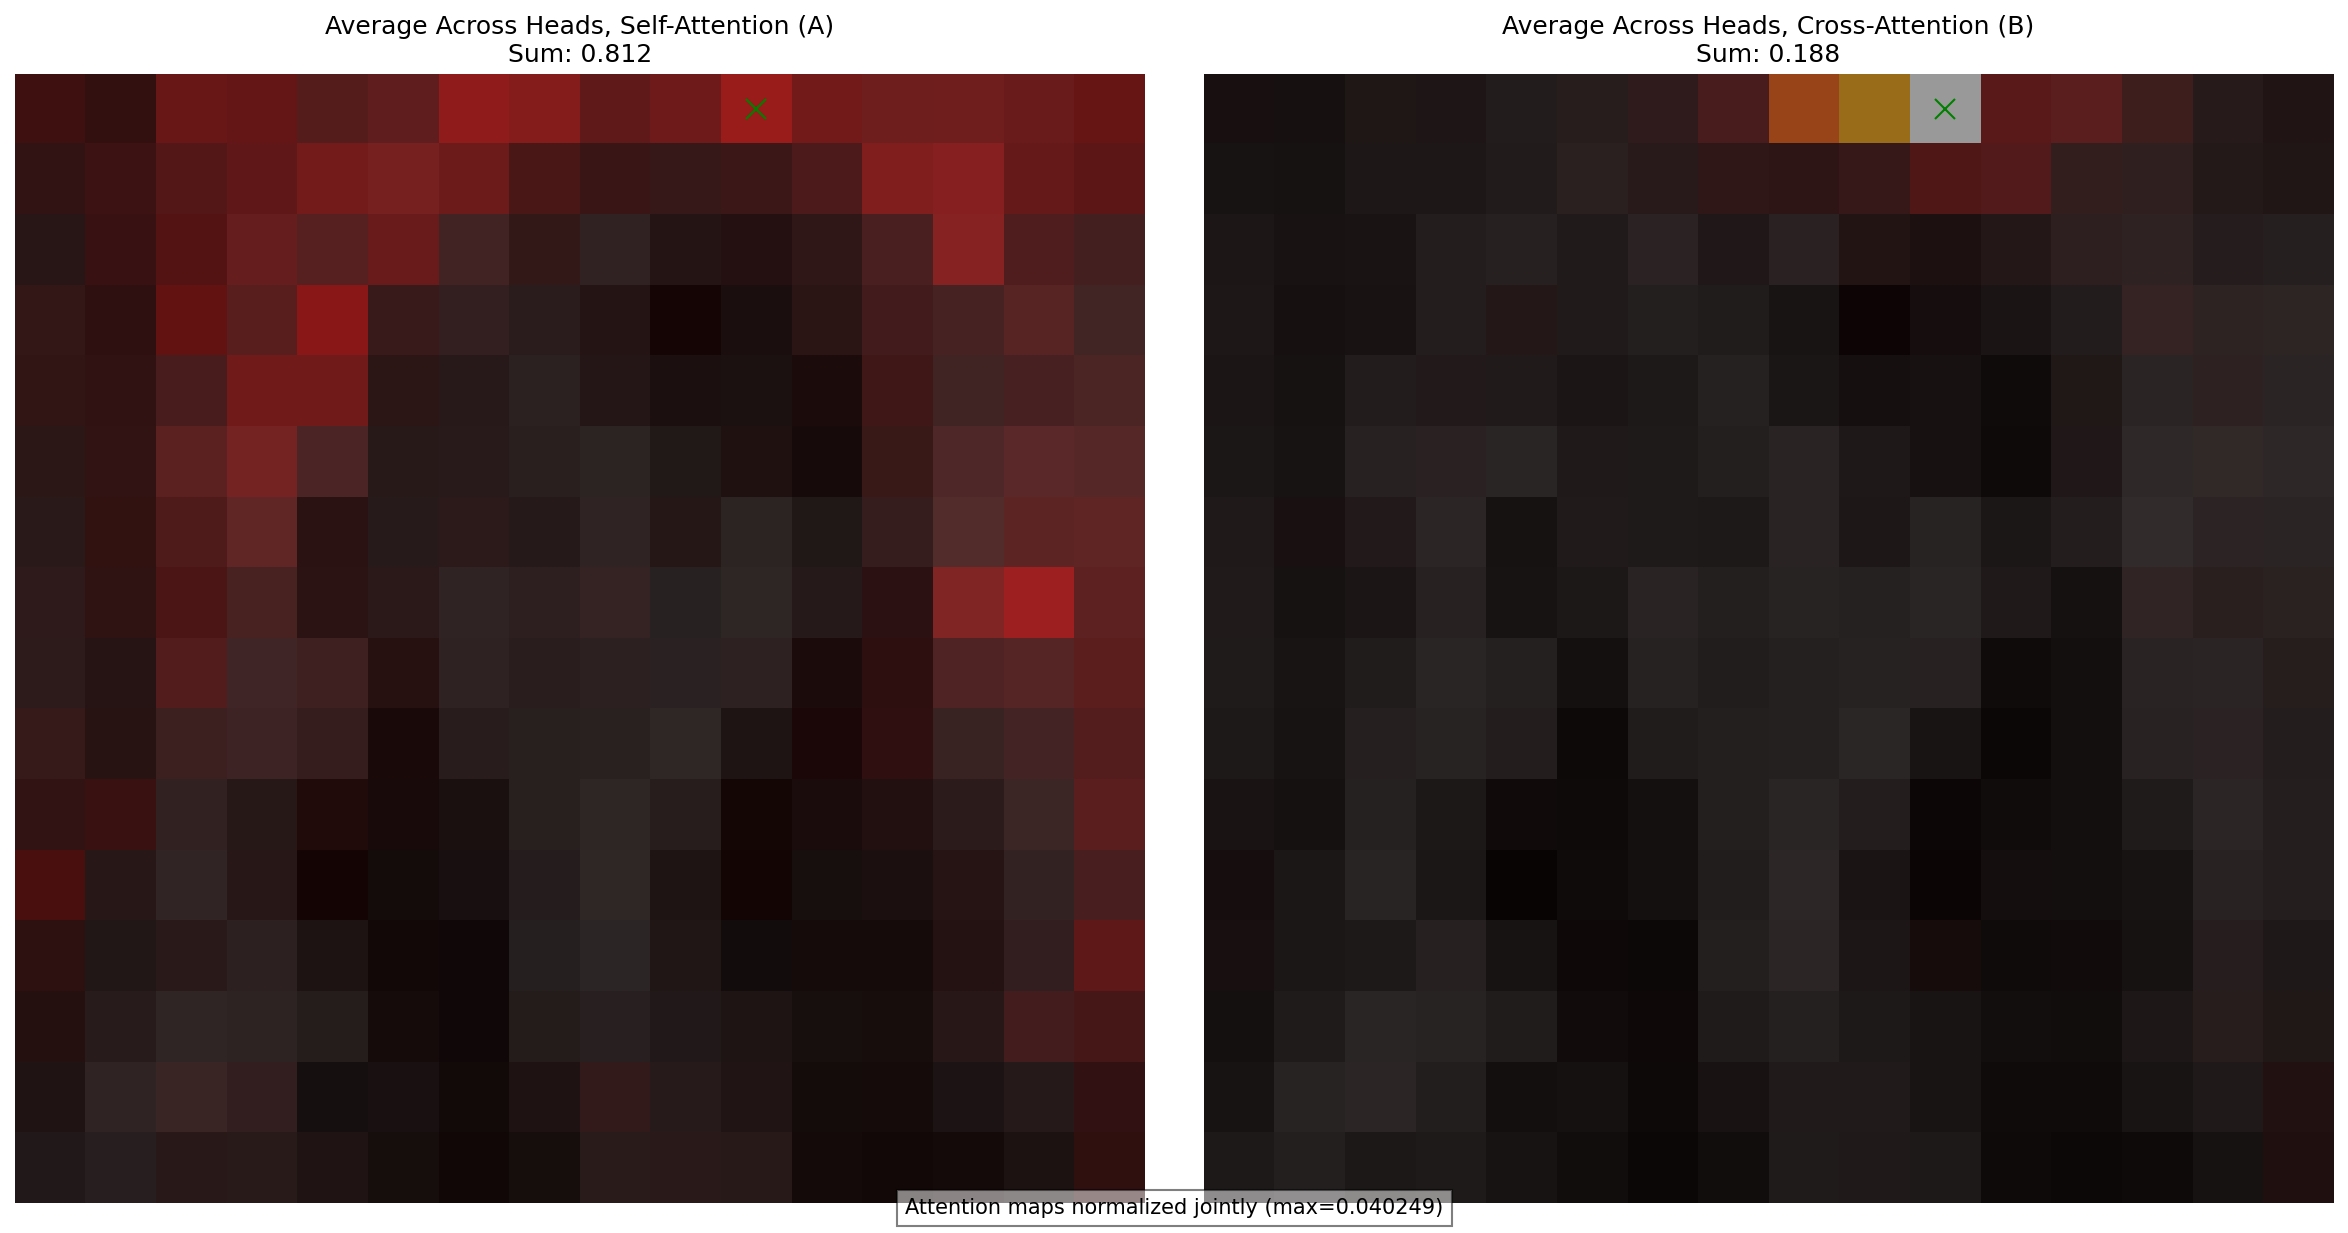 Average Across Heads, Self-Attention (A)
Sum: 0.812
Average Across Heads, Cross-Attention (B)
Sum: 0.188
Attention maps normalized jointly (max=0.040249)